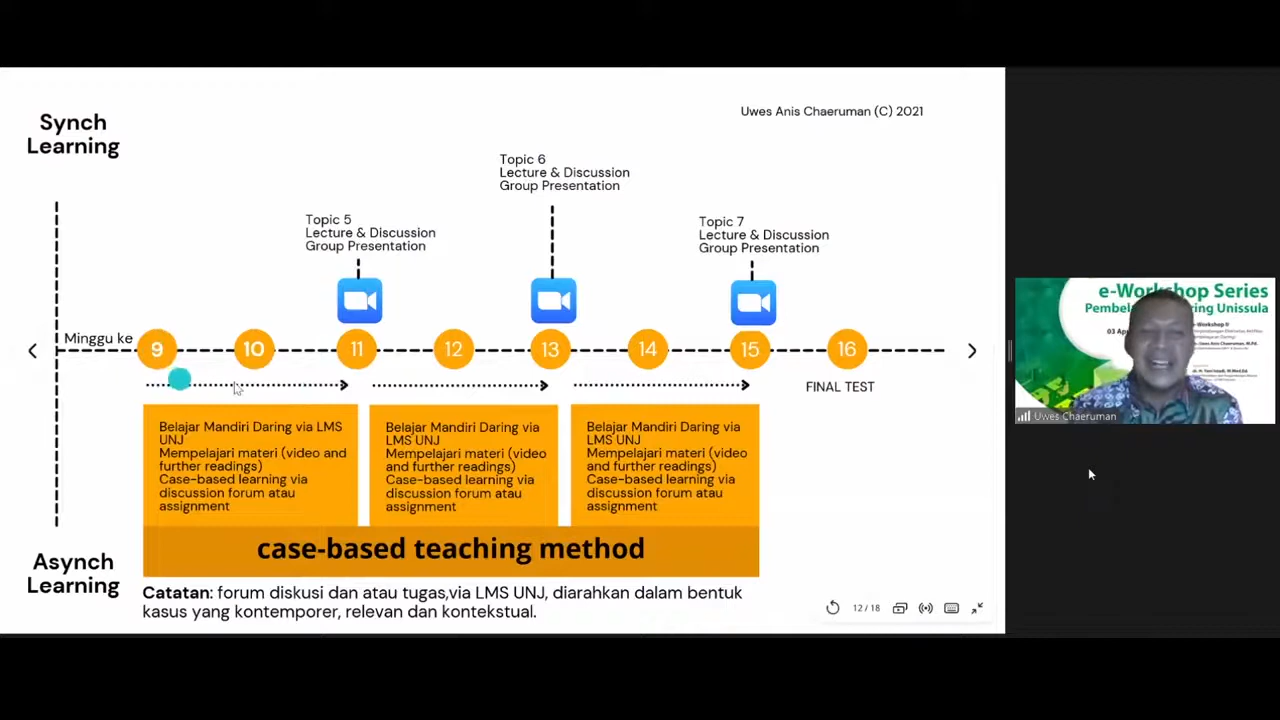 Synch
Learning
Uwes Anis Chaeruman (C) 2021
Topic 6
Lecture & Discussion
Group Presentation
Topic 5
Lecture & Discussion
Group Presentation
Topic 7
Lecture & Discussion
Group Presentation
Minggu ke
9
10
11
12
13
14
15
16
FINAL TEST
Belajar Mandiri Daring via LMS
UNJ
Mempelajari materi (video and
further readings)
Case-based learning via
discussion forum atau
assignment
Belajar Mandiri Daring via
LMS UNJ
Mempelajari materi (video
and further readings)
Case-based learning via
discussion forum atau
assignment
Belajar Mandiri Daring via
LMS UNJ
Mempelajari materi (video
and further readings)
Case-based learning via
discussion forum atau
assignment
case-based teaching method
Asynch
Learning
Catatan: forum diskusi dan atau tugas,via LMS UNJ, diarahkan dalam bentuk
kasus yang kontemporer, relevan dan kontekstual.
12 / 18
e-Workshop Series
Unissula
Uwes Chaeruman